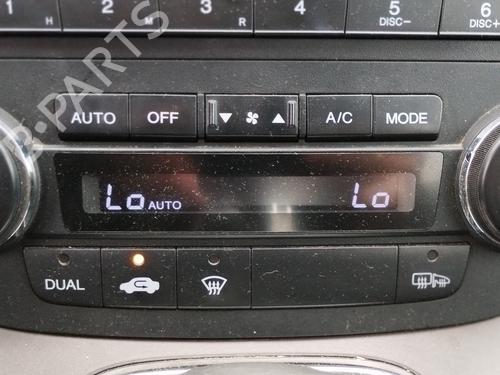 1 2 3 4 5 6
H M R DISC- DISC+
AUTO OFF A/C MODE
Lo AUTO Lo
DUAL
B-PARTS